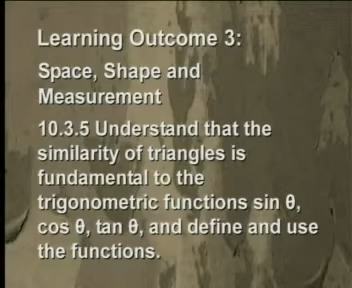 Learning Outcome 3:
Space, Shape and
Measurement
10.3.5 Understand that the
similarity of triangles is
fundamental to the
trigonometric functions sin θ,
cos θ, tan θ, and define and use
the functions.